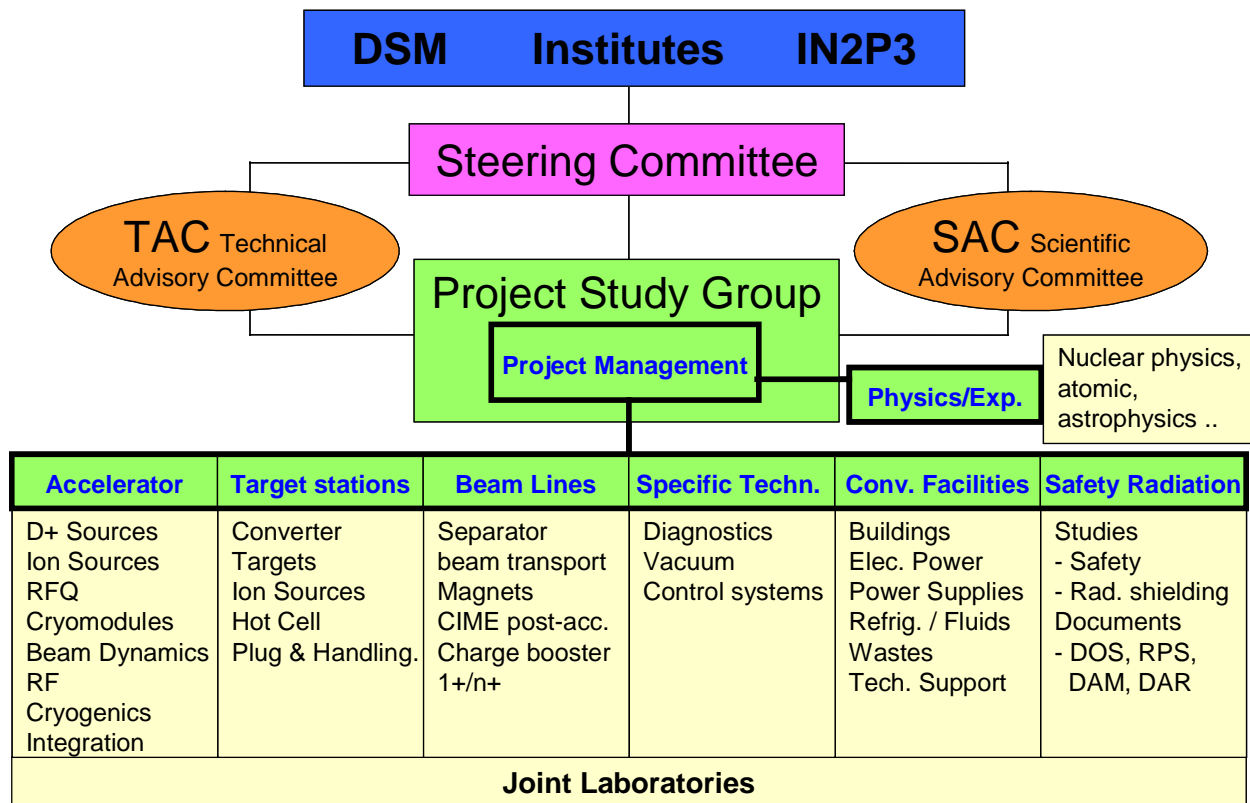 DSM Institutes IN2P3
Steering Committee
TAC Technical
Advisory Committee
SAC Scientific
Advisory Committee
Project Study Group
Project Management
Physics/Exp.
Nuclear physics,
atomic,
astrophysics ..
Accelerator
D+ Sources
Ion Sources
RFQ
Cryomodules
Beam Dynamics
RF
Cryogenics
Integration
Target stations
Converter
Targets
Ion Sources
Hot Cell
Plug & Handling.
Beam Lines
Separator
beam transport
Magnets
CIME post-acc.
Charge booster
1+/n+
Specific Techn.
Diagnostics
Vacuum
Control systems
Conv. Facilities
Buildings
Elec. Power
Power Supplies
Refrig. / Fluids
Wastes
Tech. Support
Safety Radiation
Studies
- Safety
- Rad. shielding
Documents
- DOS, RPS,
DAM, DAR
Joint Laboratories